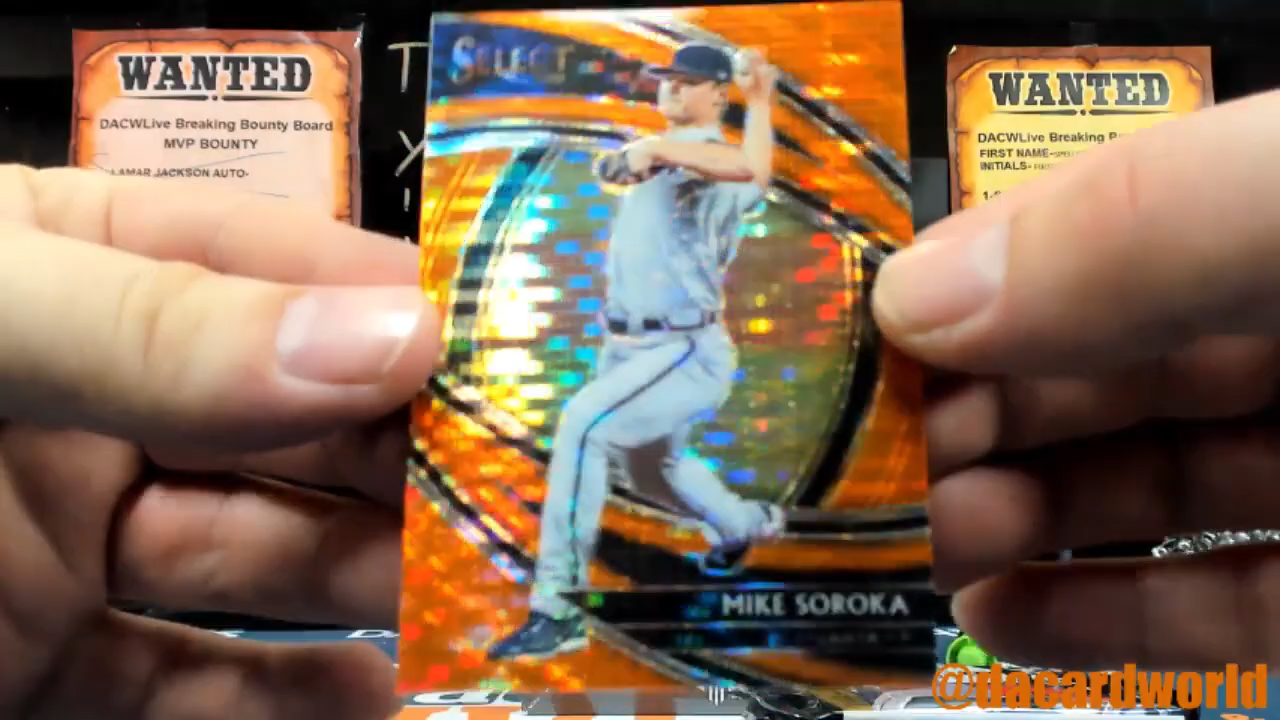 WANTED
DACWLive Breaking Bounty Board
MVP BOUNTY
LAMAR JACKSON AUTO-
T
Y
SELECT
MIKE SOROKA
WANTED
DACWLive Breaking
FIRST NAME-
INITIALS-
@dacardworld